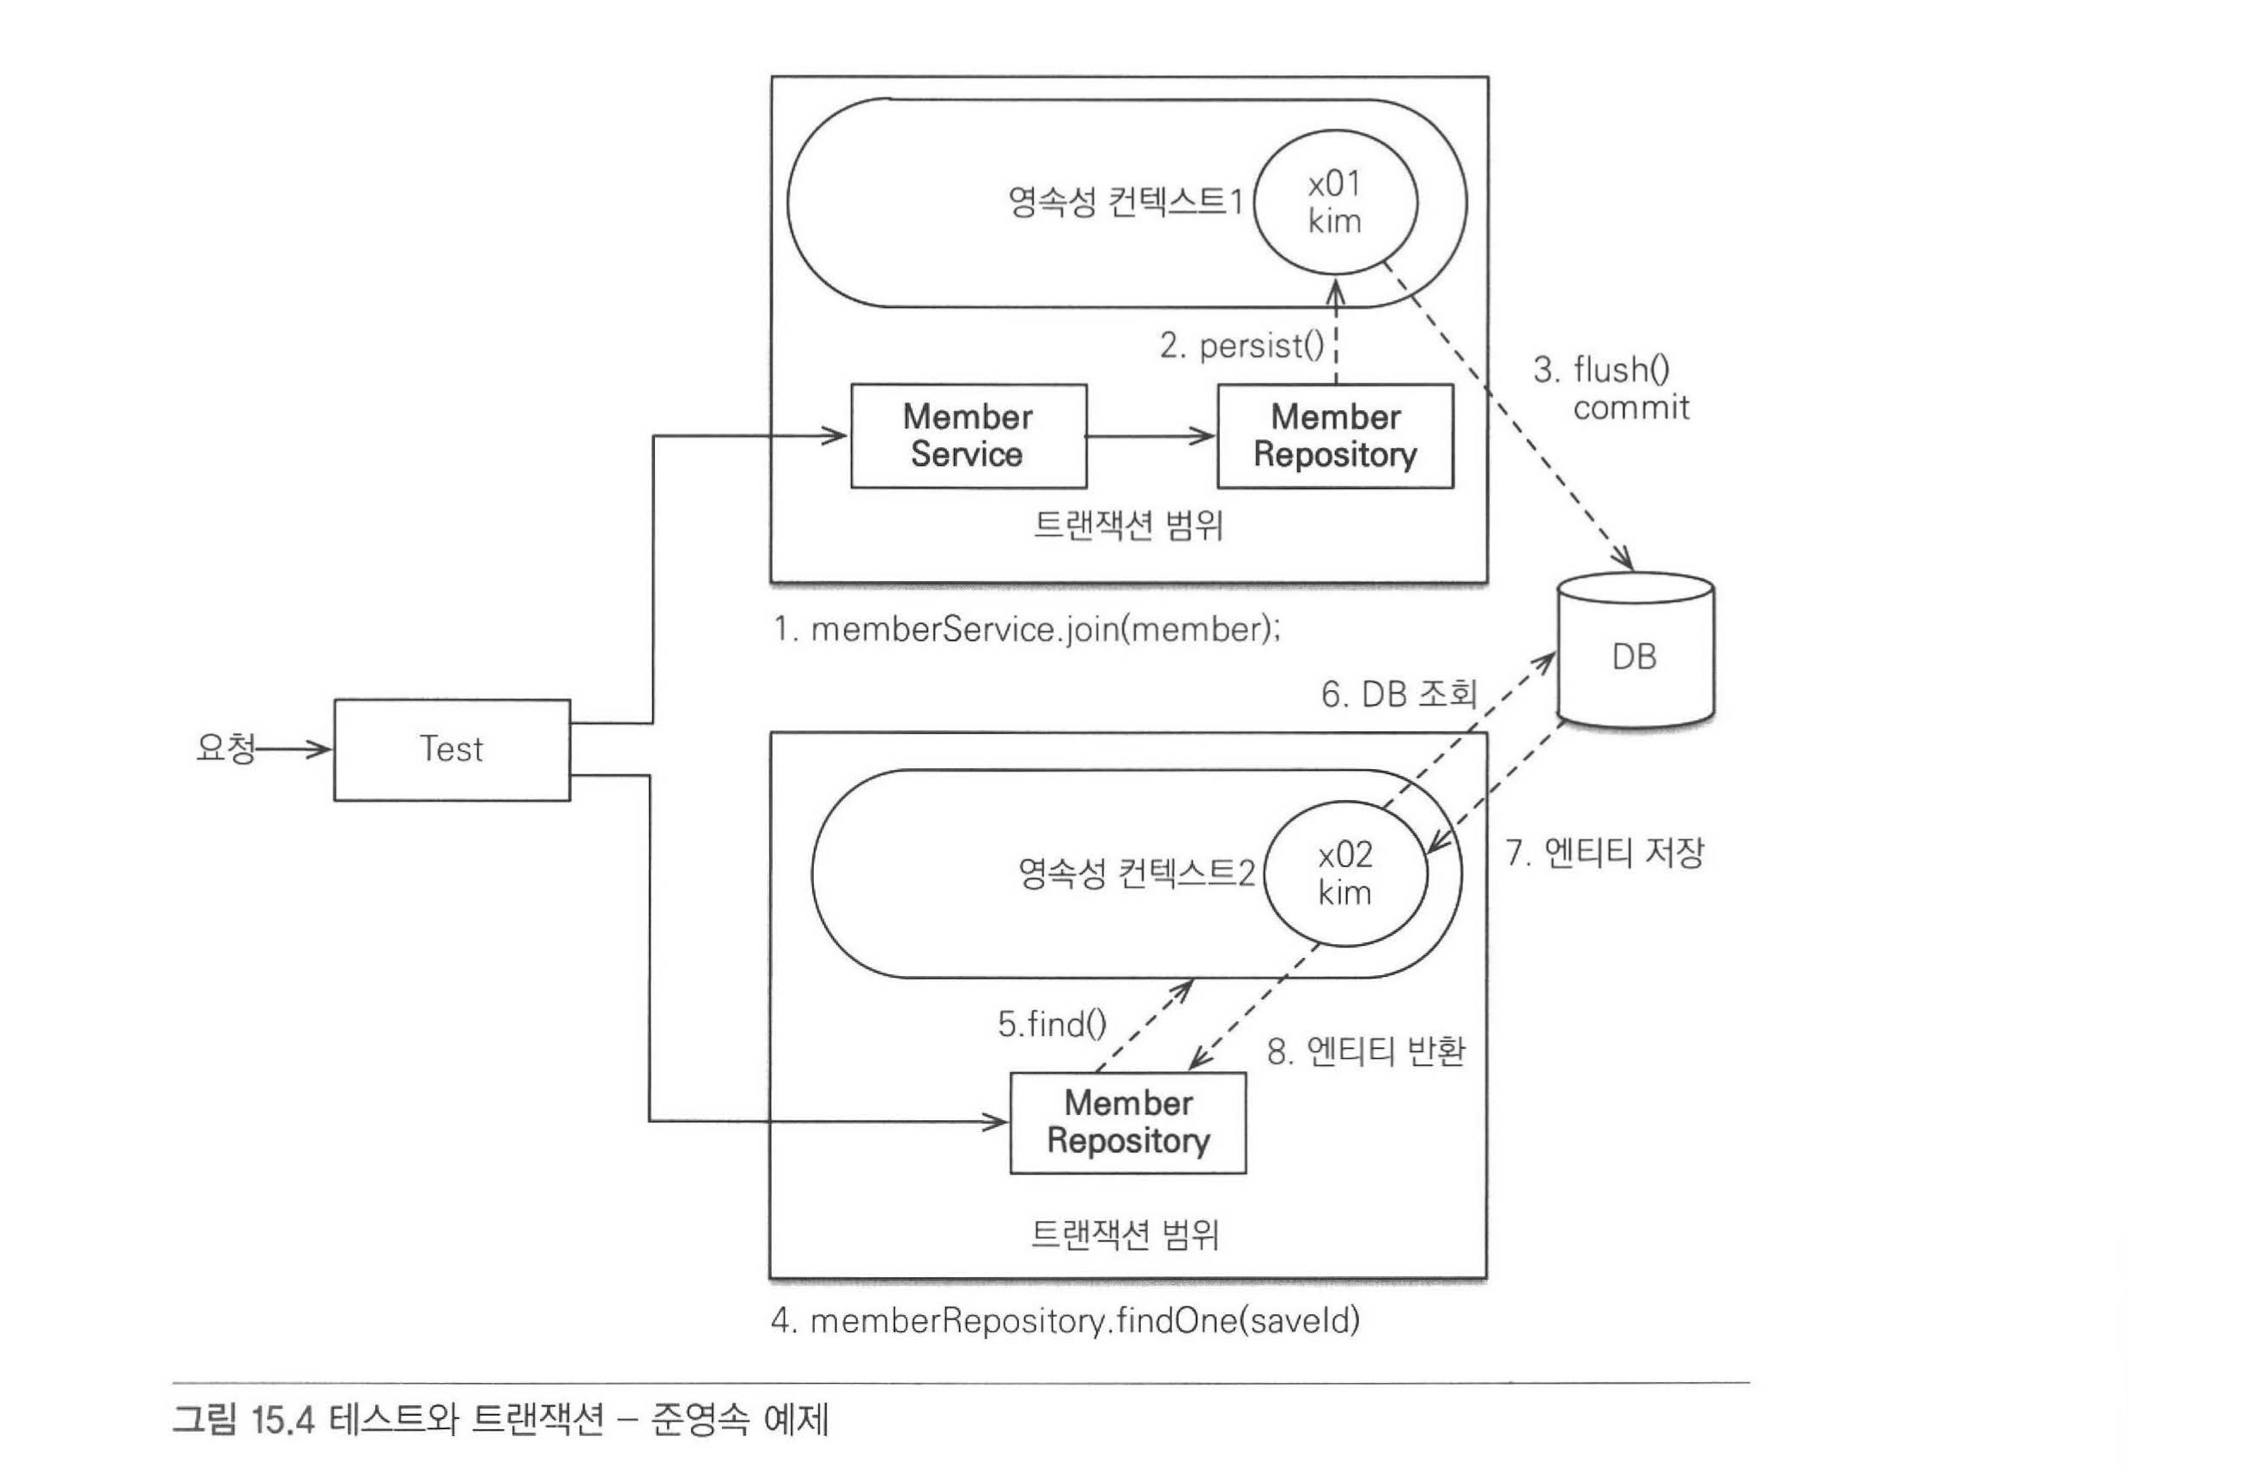 영속성 컨텍스트1
x01
kim
2. persist()
3. flush()
commit
Member
Service
Member
Repository
트랜잭션 범위
1. memberService.join(member);
DB
6. DB 조회
요청
Test
영속성 컨텍스트2
x02
kim
7. 엔티티 저장
5.find()
8. 엔티티 반환
Member
Repository
트랜잭션 범위
4. memberRepository.findOne(saveId)
그림 15.4 테스트와 트랜잭션 – 준영속 예제